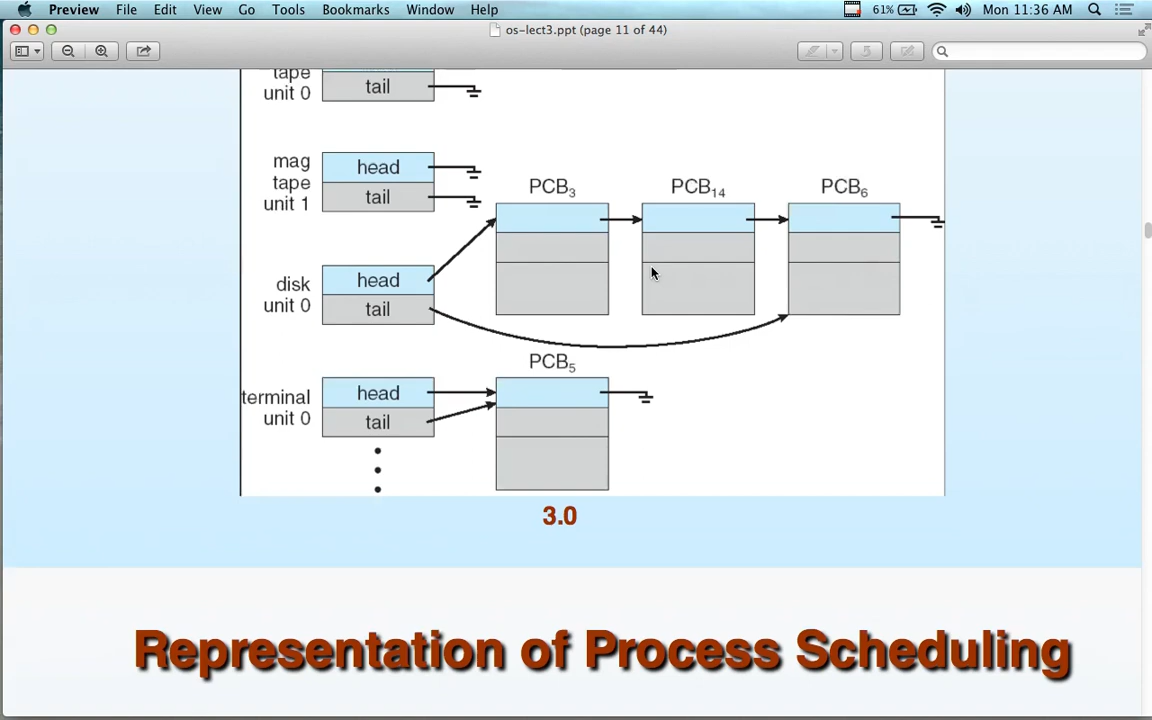 Preview File Edit View Go Tools Bookmarks Window Help 61% Mon 11:36 AM
os-lect3.ppt (page 11 of 44)
tape
unit 0
tail
mag
tape
unit 1
head
tail
PCB3
PCB14
PCB6
disk
unit 0
head
tail
PCB5
terminal
unit 0
head
tail
3.0
Representation of Process Scheduling